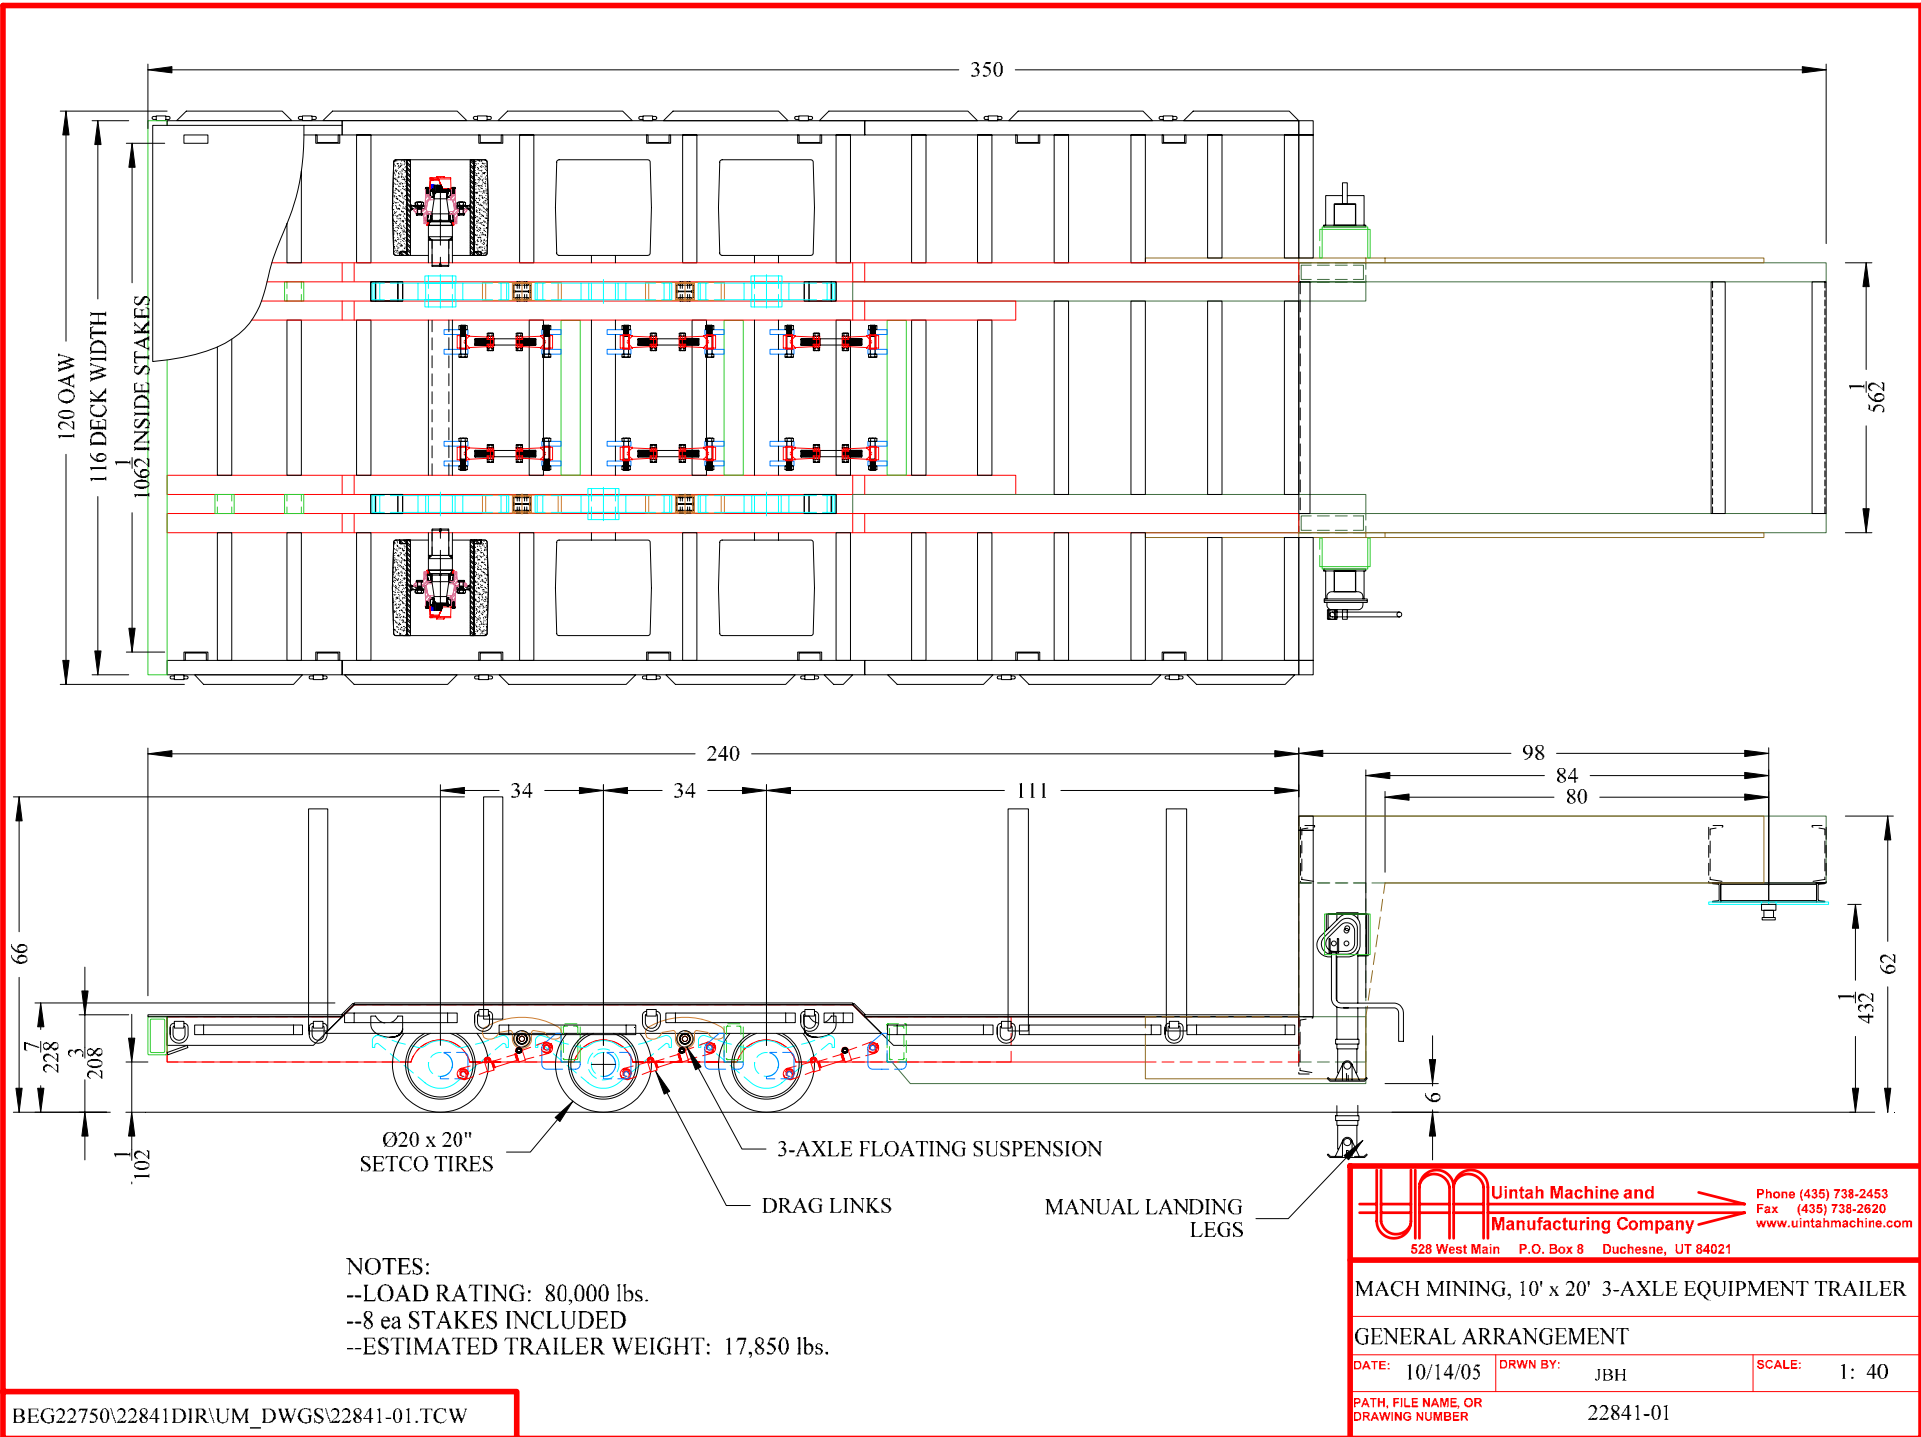 350
120 OAW
116 DECK WIDTH
106 1/2 INSIDE STAKES
56 1/2
240
98
34
34
111
84
80
66
22 7/8
20 3/8
10 1/2
62
43 1/2
6
Ø20 x 20"
SETCO TIRES
3-AXLE FLOATING SUSPENSION
DRAG LINKS
MANUAL LANDING
LEGS
NOTES:
--LOAD RATING: 80,000 lbs.
--8 ea STAKES INCLUDED
--ESTIMATED TRAILER WEIGHT: 17,850 lbs.
BEG22750\22841DIR\UM_DWGS\22841-01.TCW
UM
Uintah Machine and
Manufacturing Company
Phone (435) 738-2453
Fax (435) 738-2620
www.uintahmachine.com
528 West Main P.O. Box 8 Duchesne, UT 84021
MACH MINING, 10' x 20' 3-AXLE EQUIPMENT TRAILER
GENERAL ARRANGEMENT
DATE: 10/14/05 DRWN BY: JBH SCALE: 1: 40
PATH, FILE NAME, OR
DRAWING NUMBER
22841-01